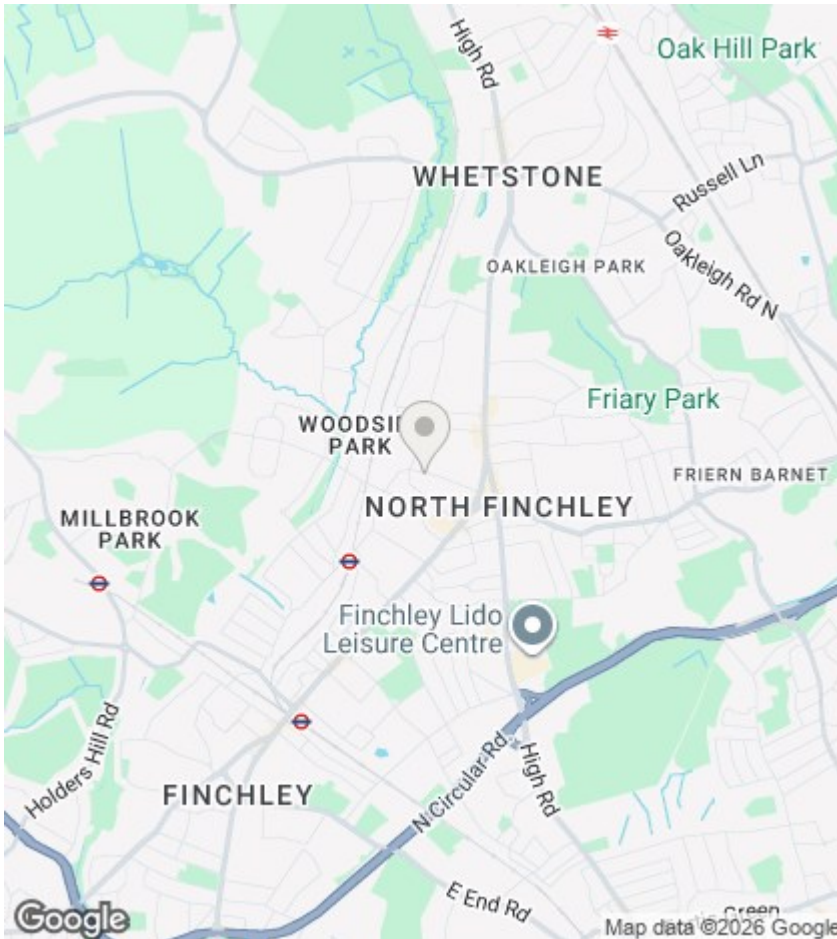 High Rd
Oak Hill Park
WHETSTONE
Russell Ln
OAKLEIGH PARK
Oakleigh Rd N
Friary Park
WOODSI
PARK
FRIERN BARNET
NORTH FINCHLEY
MILLBROOK
PARK
Finchley Lido
Leisure Centre
Holders Hill Rd
N Circular Rd
High Rd
FINCHLEY
E End Rd
Green
Google
Map data ©2026 Google